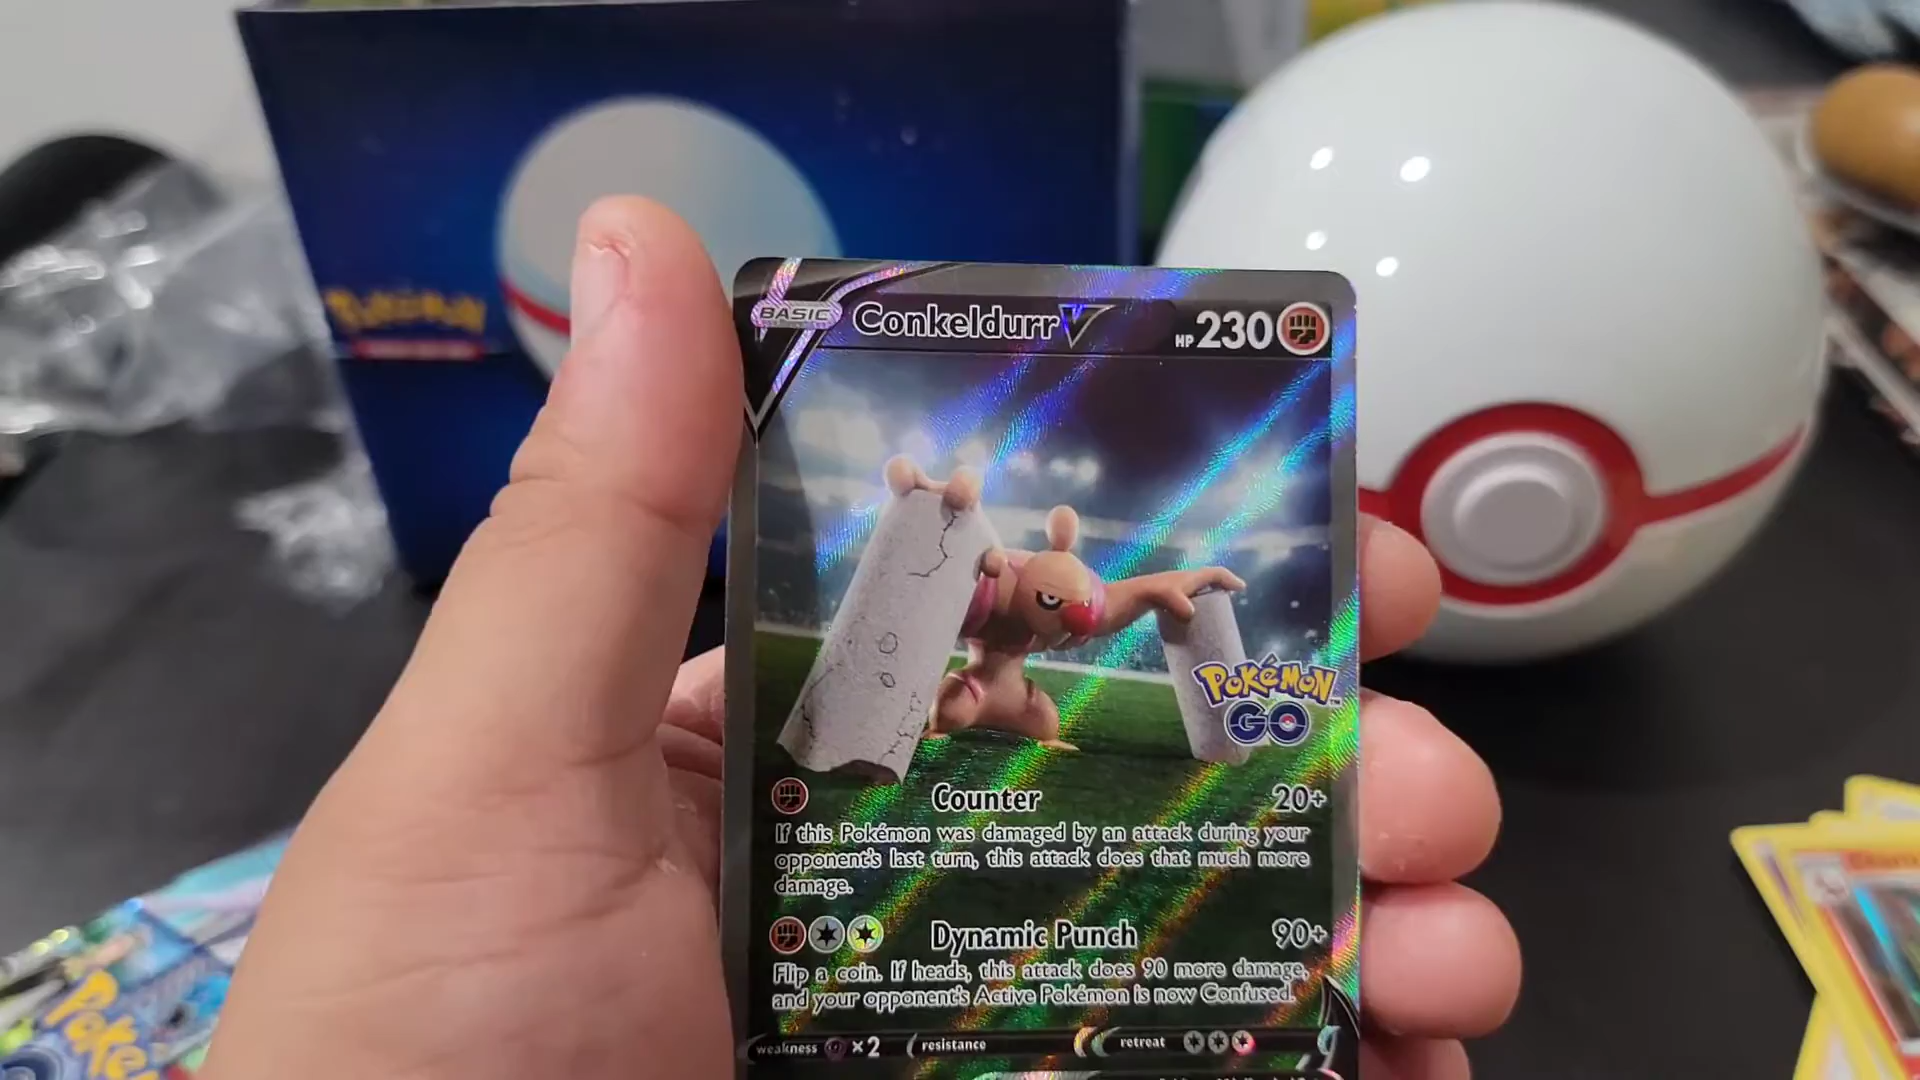 Pokémon
BASIC Conkeldurr V HP 230
POKÉMON™
GO
Counter 20+
If this Pokémon was damaged by an attack during your
opponent's last turn, this attack does that much more
damage.
Dynamic Punch 90+
Flip a coin. If heads, this attack does 90 more damage,
and your opponent's Active Pokémon is now Confused.
weakness ×2 resistance retreat